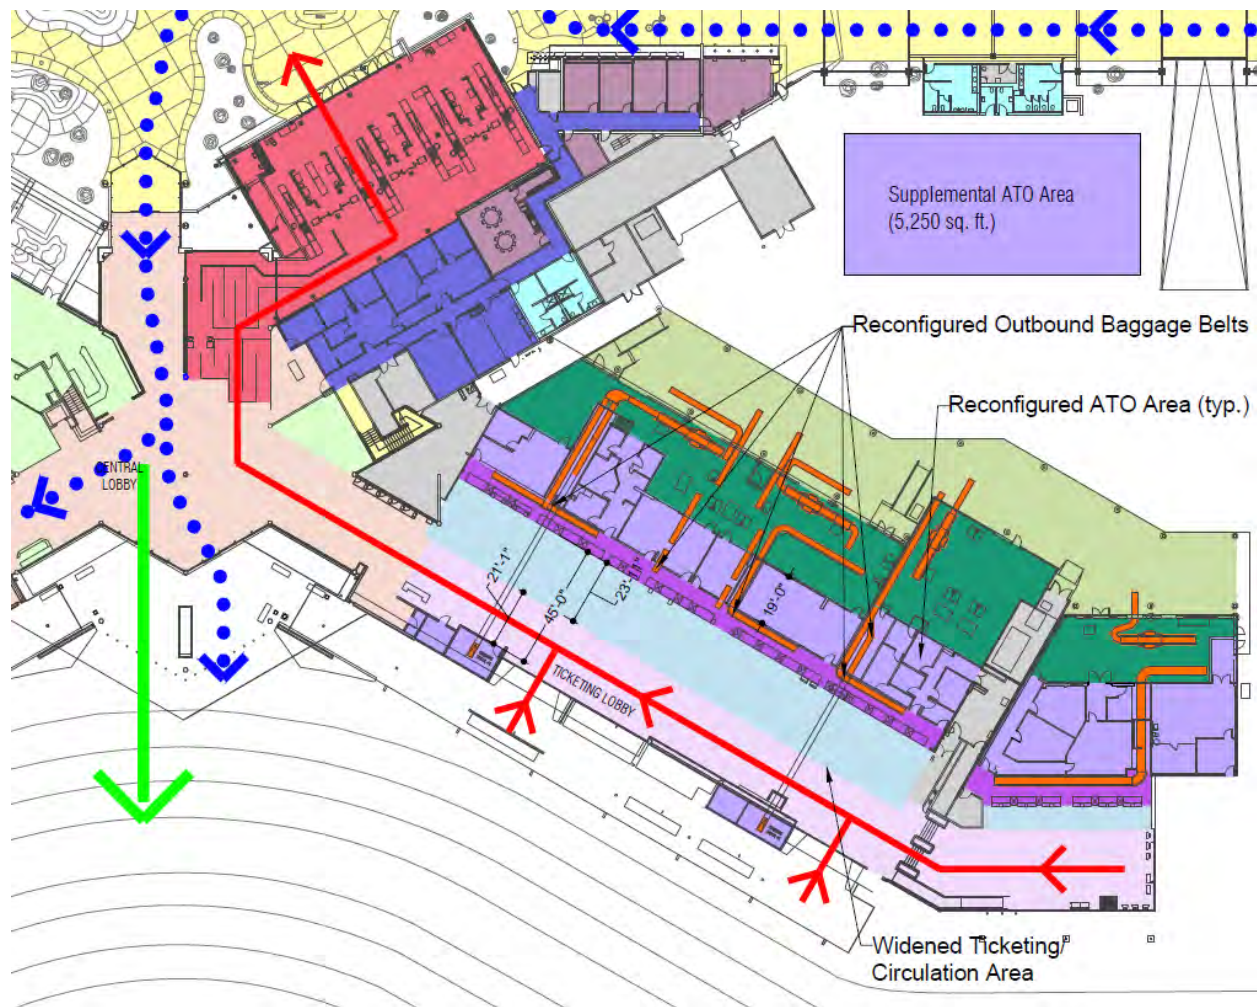 Supplemental ATO Area
(5,250 sq. ft.)
Reconfigured Outbound Baggage Belts
Reconfigured ATO Area (typ.)
CENTRAL
LOBBY
21'-1"
45'-0"
19'-0"
TICKETING LOBBY
Widened Ticketing/
Circulation Area